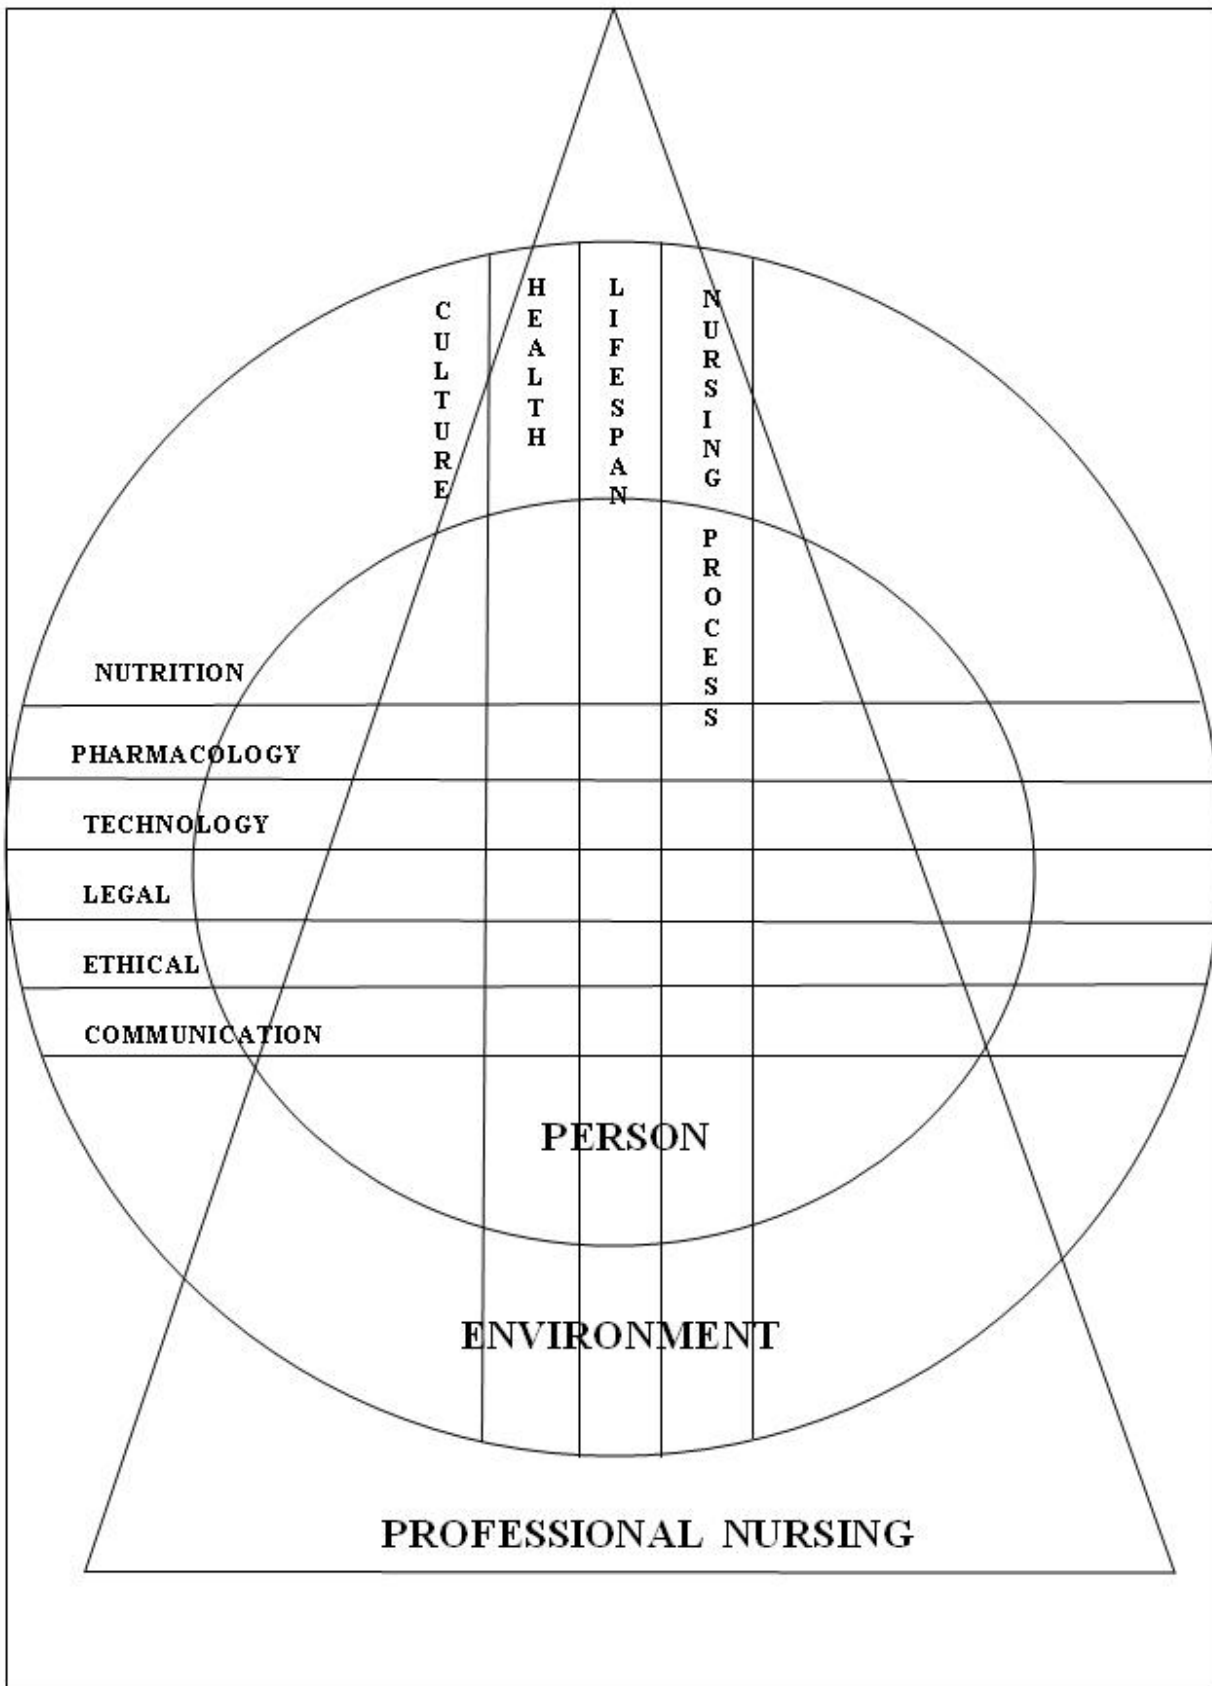 CULTURE
HEALTH
LIFESPAN
NURSING PROCESS
NUTRITION
PHARMACOLOGY
TECHNOLOGY
LEGAL
ETHICAL
COMMUNICATION
PERSON
ENVIRONMENT
PROFESSIONAL NURSING